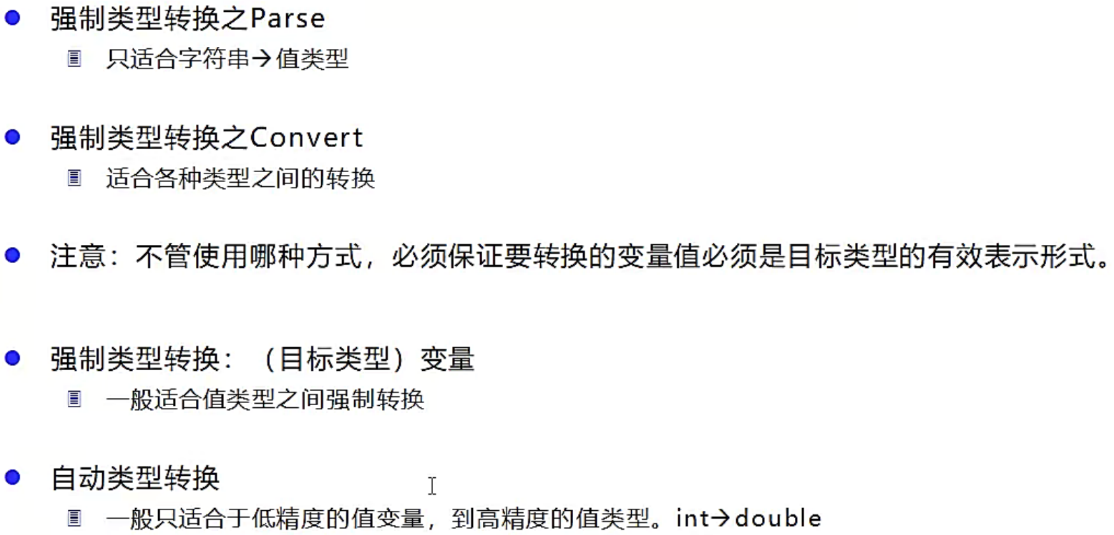 强制类型转换之Parse
只适合字符串→值类型
强制类型转换之Convert
适合各种类型之间的转换
注意：不管使用哪种方式，必须保证要转换的变量值必须是目标类型的有效表示形式。
强制类型转换：（目标类型）变量
一般适合值类型之间强制转换
自动类型转换
一般只适合于低精度的值变量，到高精度的值类型。int→double